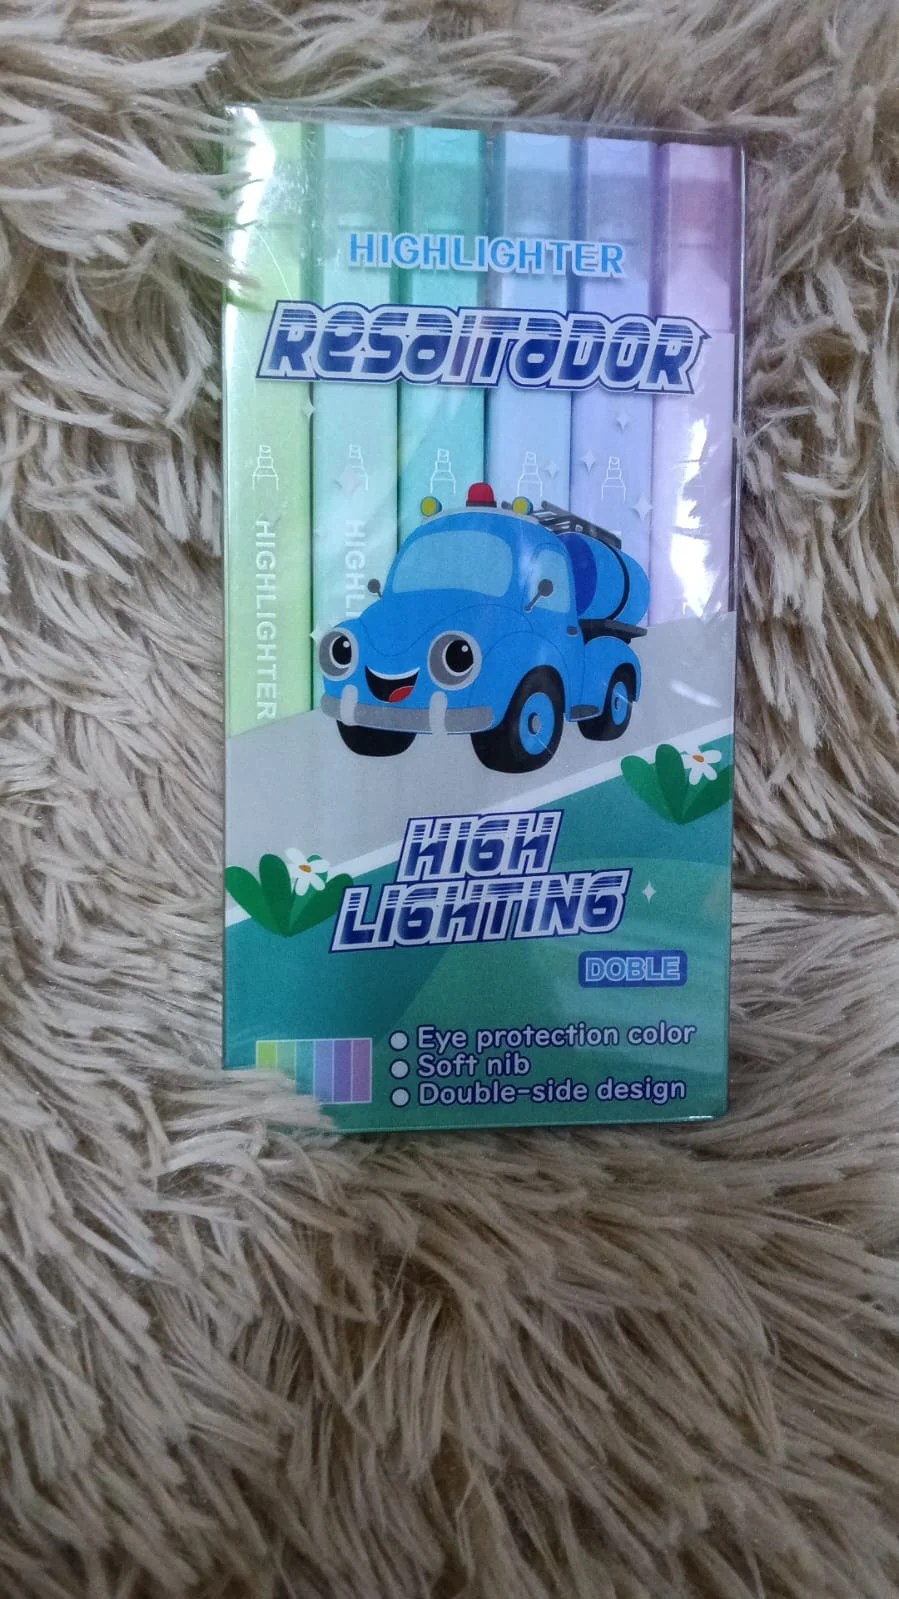 HIGHLIGHTER
ResalTaDOR
HIGHLIGHTER
HIGHLI
HIGH
LIGHTING
DOBLE
Eye protection color
Soft nib
Double-side design